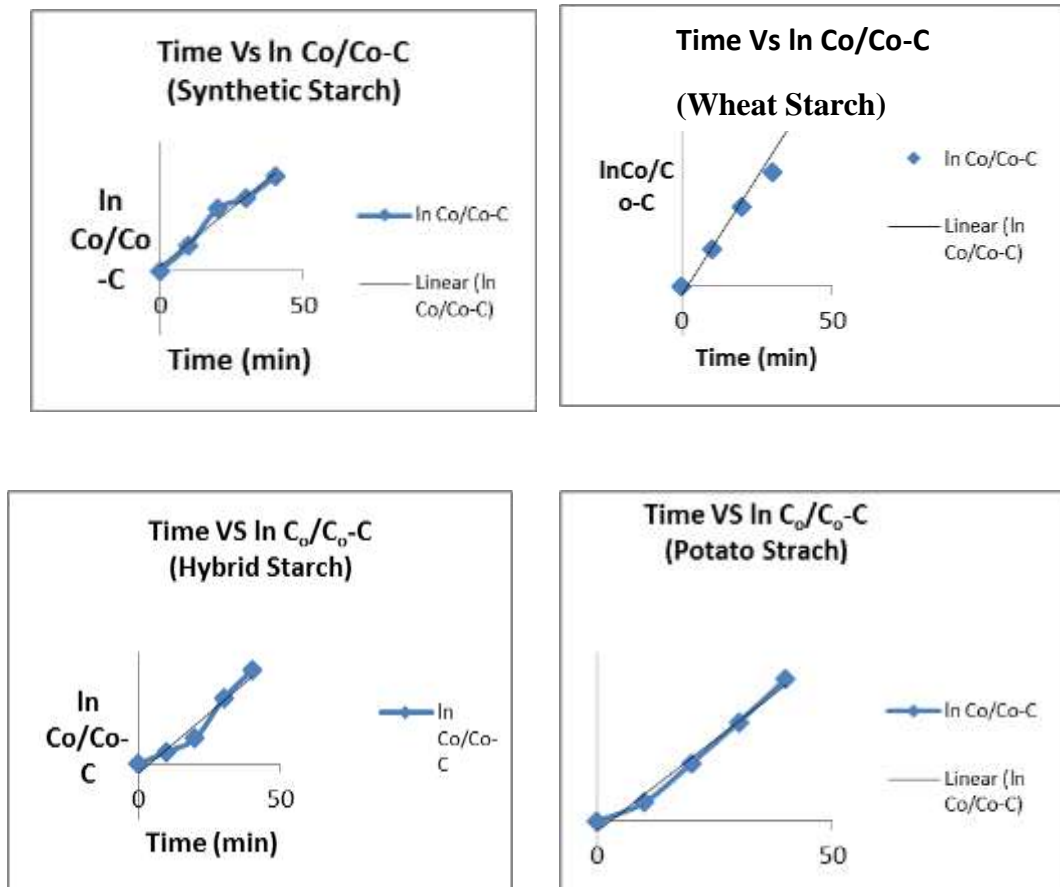 Time Vs ln Co/Co-C
(Synthetic Starch)
ln
Co/Co
-C
0
50
Time (min)
ln Co/Co-C
Linear (ln
Co/Co-C)
Time Vs ln Co/Co-C
(Wheat Starch)
lnCo/C
o-C
0
50
Time (min)
ln Co/Co-C
Linear (ln
Co/Co-C)
Time VS ln Cₒ/Cₒ-C
(Hybrid Starch)
ln
Co/Co-
C
0
50
Time (min)
ln
Co/Co-
C
Time VS ln Cₒ/Cₒ-C
(Potato Strach)
0
50
ln Co/Co-C
Linear (ln
Co/Co-C)